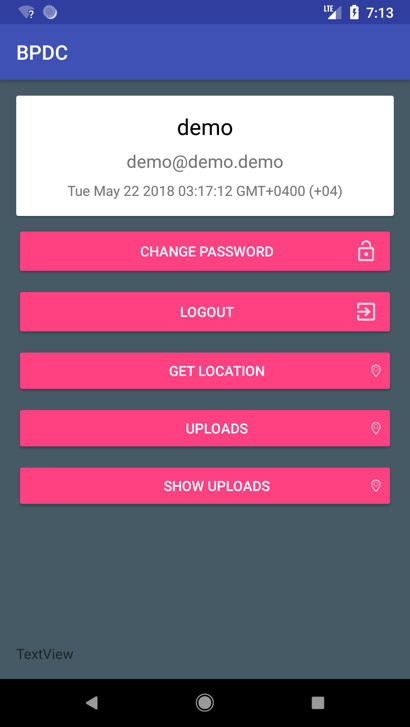 LTE 7:13
BPDC
demo
demo@demo.demo
Tue May 22 2018 03:17:12 GMT+0400 (+04)
CHANGE PASSWORD
LOGOUT
GET LOCATION
UPLOADS
SHOW UPLOADS
TextView